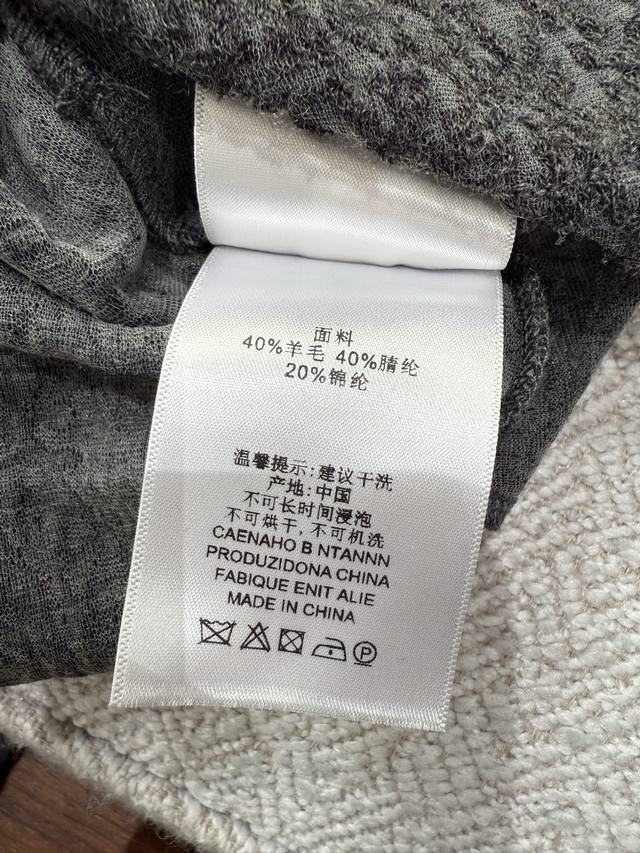 面料
40%羊毛 40%腈纶
20%锦纶
温馨提示: 建议干洗
产地: 中国
不可长时间浸泡
不可烘干, 不可机洗
CAENAHO B NTANNN
PRODUZIDONA CHINA
FABIQUE ENIT ALIE
MADE IN CHINA
P